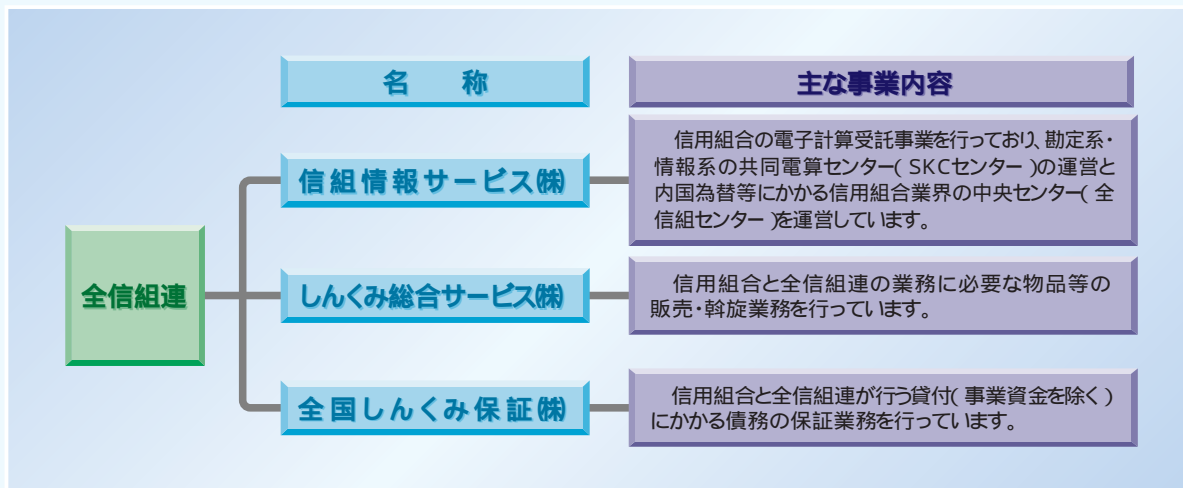 名　称
主な事業内容
全信組連
信組情報サービス㈱
信用組合の電子計算受託事業を行っており、勘定系・
情報系の共同電算センター(SKCセンター)の運営と
内国為替等にかかる信用組合業界の中央センター(全
信組センター)を運営しています。
しんくみ総合サービス㈱
信用組合と全信組連の業務に必要な物品等の
販売・斡旋業務を行っています。
全国しんくみ保証㈱
信用組合と全信組連が行う貸付(事業資金を除く)
にかかる債務の保証業務を行っています。